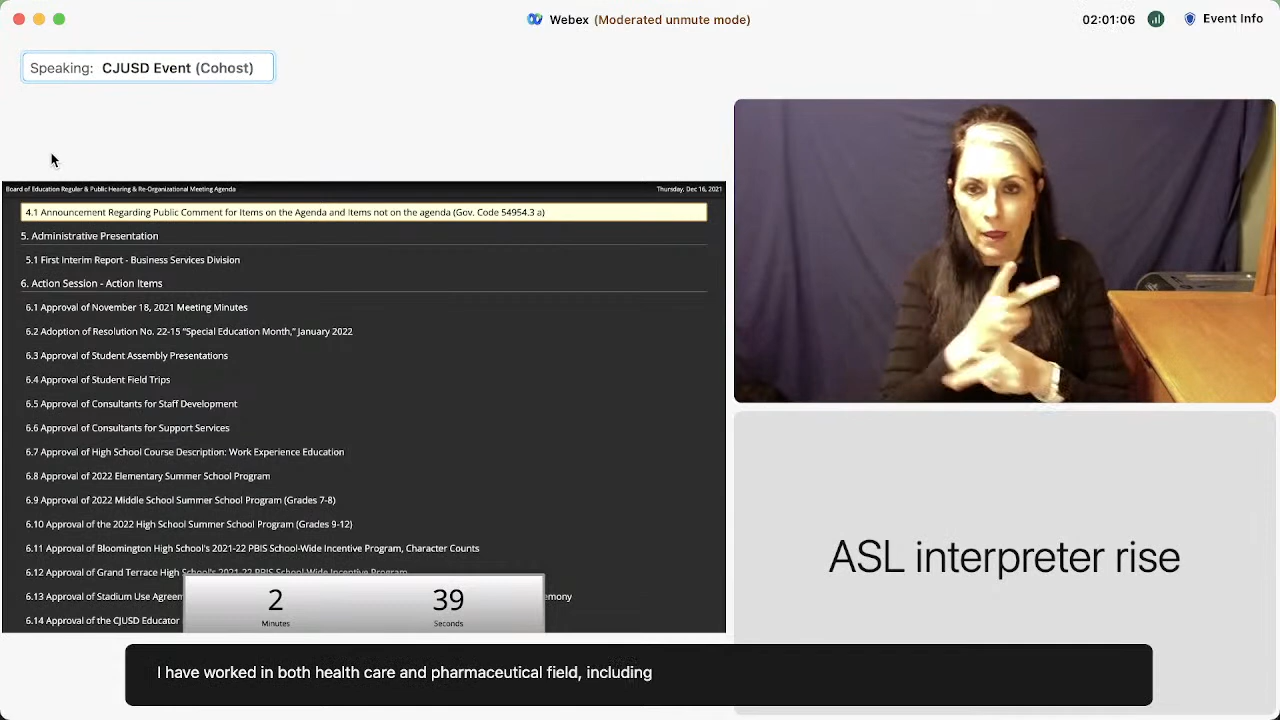 Webex (Moderated unmute mode)
02:01:06
Event Info
Speaking: CJUSD Event (Cohost)
Board of Education Regular & Public Hearing & Re-Organizational Meeting Agenda
Thursday, Dec 16, 2021
4.1 Announcement Regarding Public Comment for Items on the Agenda and Items not on the agenda (Gov. Code 54954.3 a)
5. Administrative Presentation
5.1 First Interim Report - Business Services Division
6. Action Session - Action Items
6.1 Approval of November 18, 2021 Meeting Minutes
6.2 Adoption of Resolution No. 22-15 “Special Education Month,” January 2022
6.3 Approval of Student Assembly Presentations
6.4 Approval of Student Field Trips
6.5 Approval of Consultants for Staff Development
6.6 Approval of Consultants for Support Services
6.7 Approval of High School Course Description: Work Experience Education
6.8 Approval of 2022 Elementary Summer School Program
6.9 Approval of 2022 Middle School Summer School Program (Grades 7-8)
6.10 Approval of the 2022 High School Summer School Program (Grades 9-12)
6.11 Approval of Bloomington High School's 2021-22 PBIS School-Wide Incentive Program, Character Counts
6.12 Approval of Grand Terrace High School's 2021-22 PBIS School-Wide Incentive Program
6.13 Approval of Stadium Use Agreem
emony
6.14 Approval of the CJUSD Educator
2 39
Minutes Seconds
ASL interpreter rise
I have worked in both health care and pharmaceutical field, including